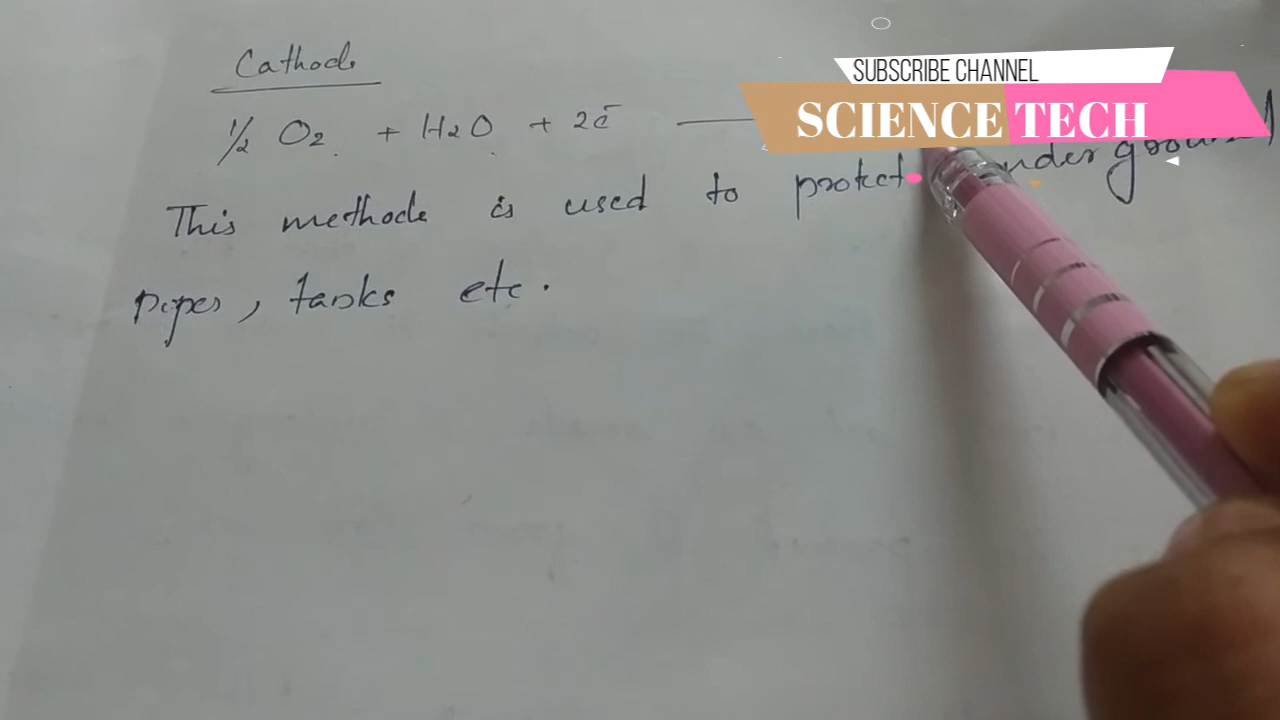 Cathode
SUBSCRIBE CHANNEL
SCIENCE TECH
1/2 O2 + H2O + 2e-
This methode is used to protect
pipes, tanks etc.